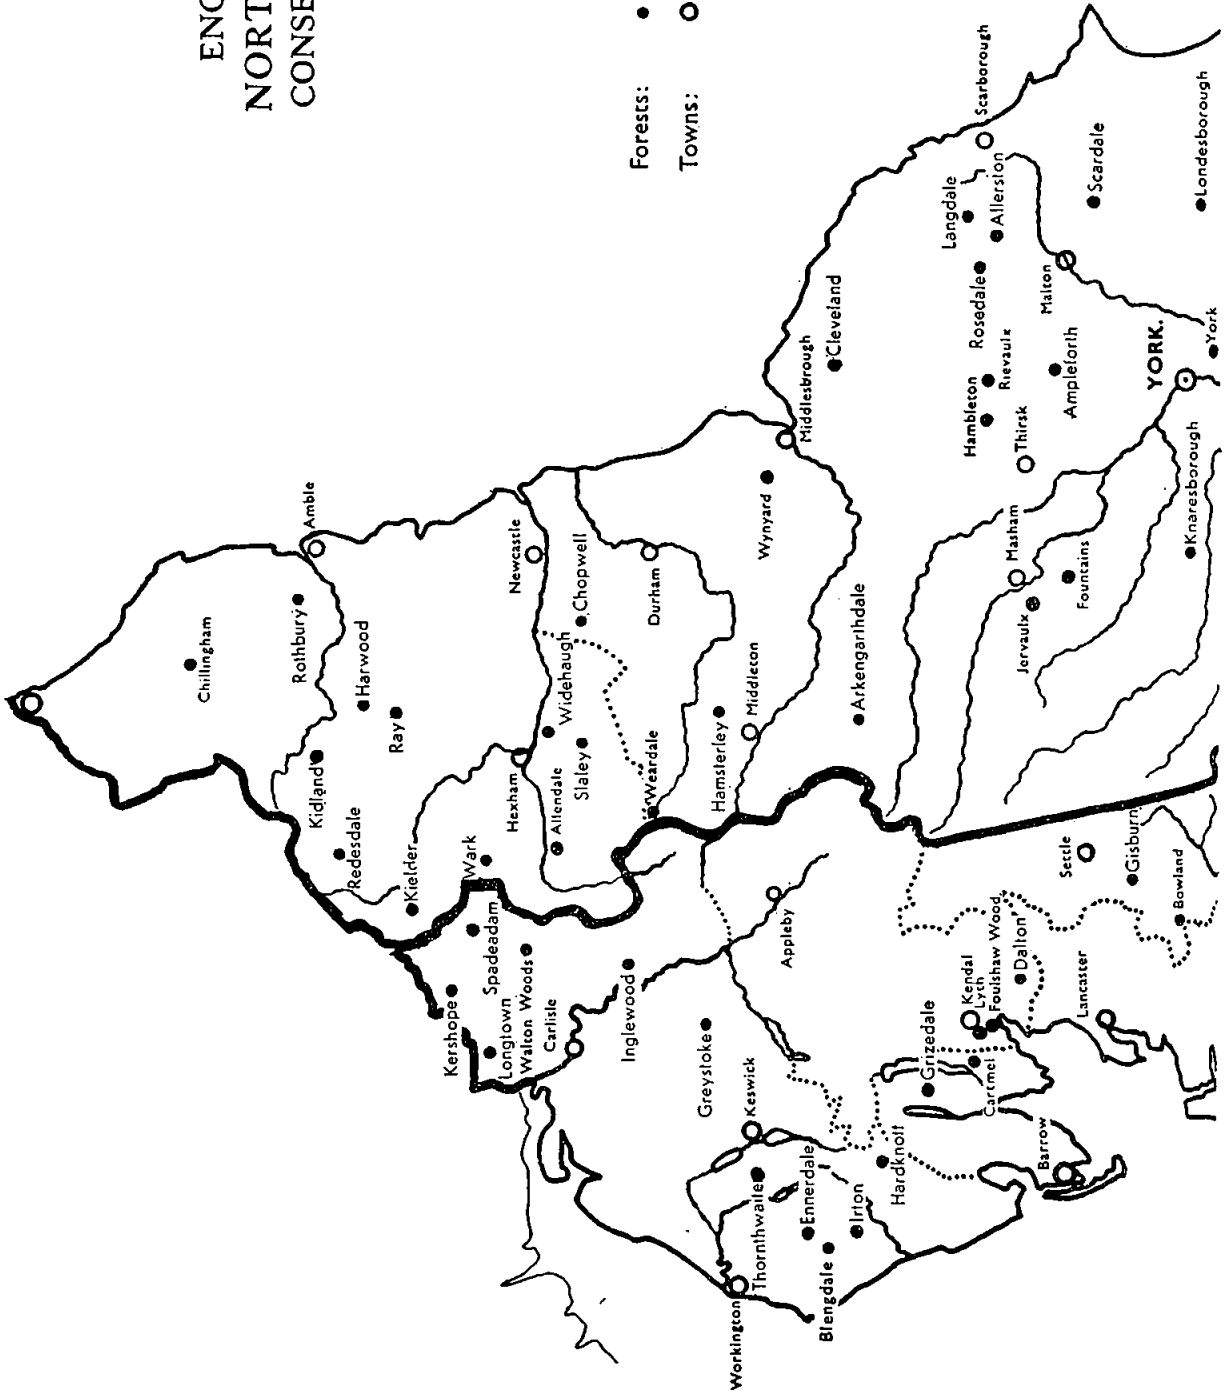 ENG
NORT
CONSE
Forests:
Towns:
Chillingham
Amble
Rothbury
Harwood
Ray
Kidland
Redesdale
Kielder
Wark
Newcastle
Chopwell
Widehaugh
Hexham
Slaley
Allendale
Durham
Weardale
Wynyard
Hamsterley
Middleton
Middlesbrough
Cleveland
Arkengarthdale
Scarborough
Langdale
Allerston
Rosedale
Hambleton
Rievaulx
Thirsk
Malton
Ampleforth
Scardale
Londesborough
YORK.
York
Masham
Jervaulx
Fountains
Knaresborough
Kershope
Spadeadam
Longtown
Walton Woods
Carlisle
Inglewood
Greystoke
Keswick
Appleby
Thornthwaite
Workington
Ennerdale
Blengdale
Irton
Hardknott
Grizedale
Cartmel
Kendal
Lyth
Foulshaw Wood
Dalton
Barrow
Lancaster
Settle
Gisburn
Bowland